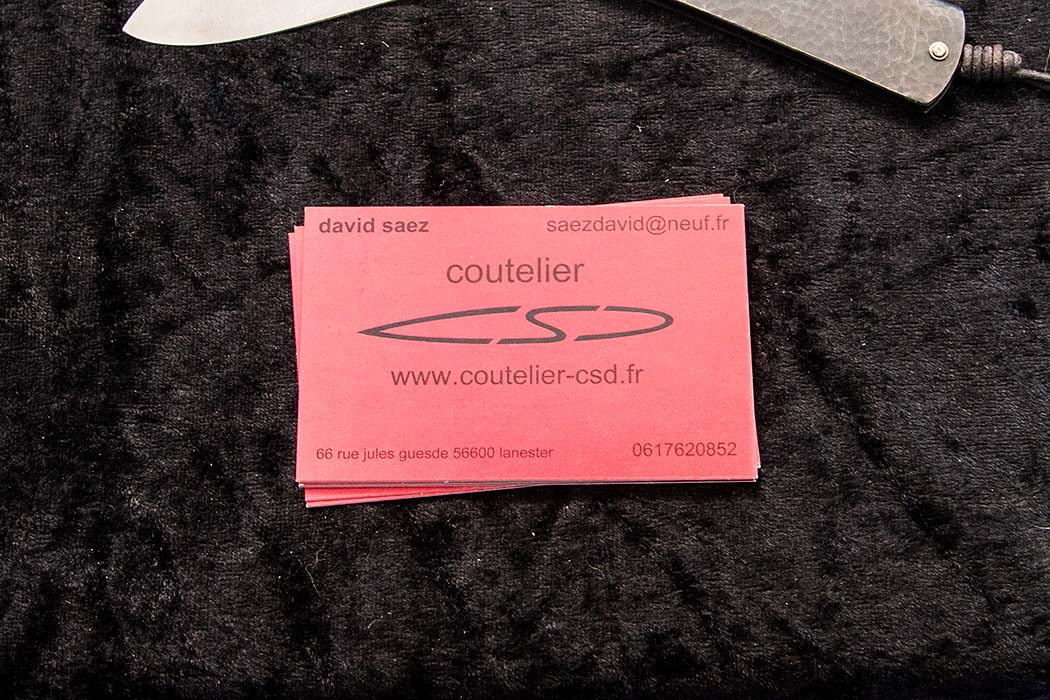 david saez saezdavid@neuf.fr
coutelier
CSD
www.coutelier-csd.fr
66 rue jules guesde 56600 lanester 0617620852